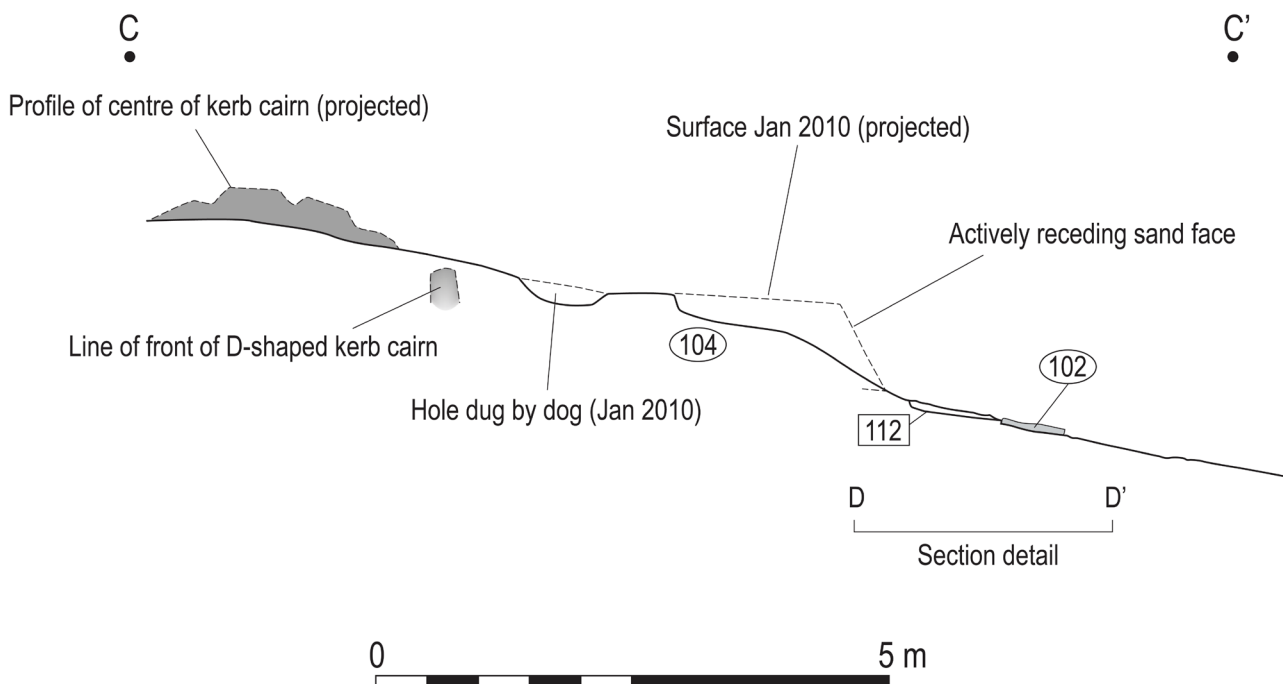 C
C’
Profile of centre of kerb cairn (projected)
Surface Jan 2010 (projected)
Actively receding sand face
Line of front of D-shaped kerb cairn
104
102
Hole dug by dog (Jan 2010)
112
D
D’
Section detail
0
5 m